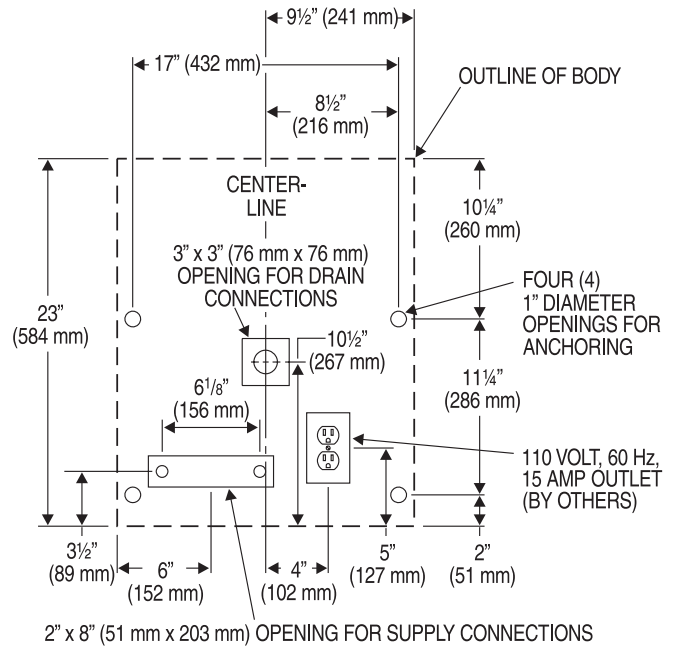 9½” (241 mm)
17” (432 mm)
OUTLINE OF BODY
8½”
(216 mm)
CENTER-
LINE
10¼”
(260 mm)
3” x 3” (76 mm x 76 mm)
OPENING FOR DRAIN
CONNECTIONS
FOUR (4)
1” DIAMETER
OPENINGS FOR
ANCHORING
23”
(584 mm)
10½”
(267 mm)
6 1/8”
(156 mm)
11¼”
(286 mm)
110 VOLT, 60 Hz,
15 AMP OUTLET
(BY OTHERS)
3½”
(89 mm)
6”
(152 mm)
4”
(102 mm)
5”
(127 mm)
2”
(51 mm)
2” x 8” (51 mm x 203 mm) OPENING FOR SUPPLY CONNECTIONS